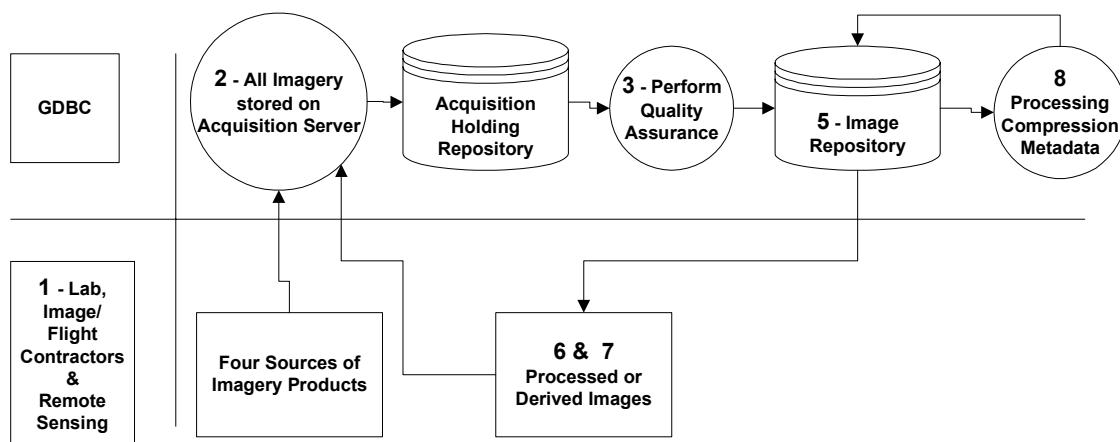 GDBC
2 - All Imagery
stored on
Acquisition Server
Acquisition
Holding
Repository
3 - Perform
Quality
Assurance
5 - Image
Repository
8
Processing
Compression
Metadata
1 - Lab,
Image/
Flight
Contractors
&
Remote
Sensing
Four Sources of
Imagery Products
6 & 7
Processed or
Derived Images